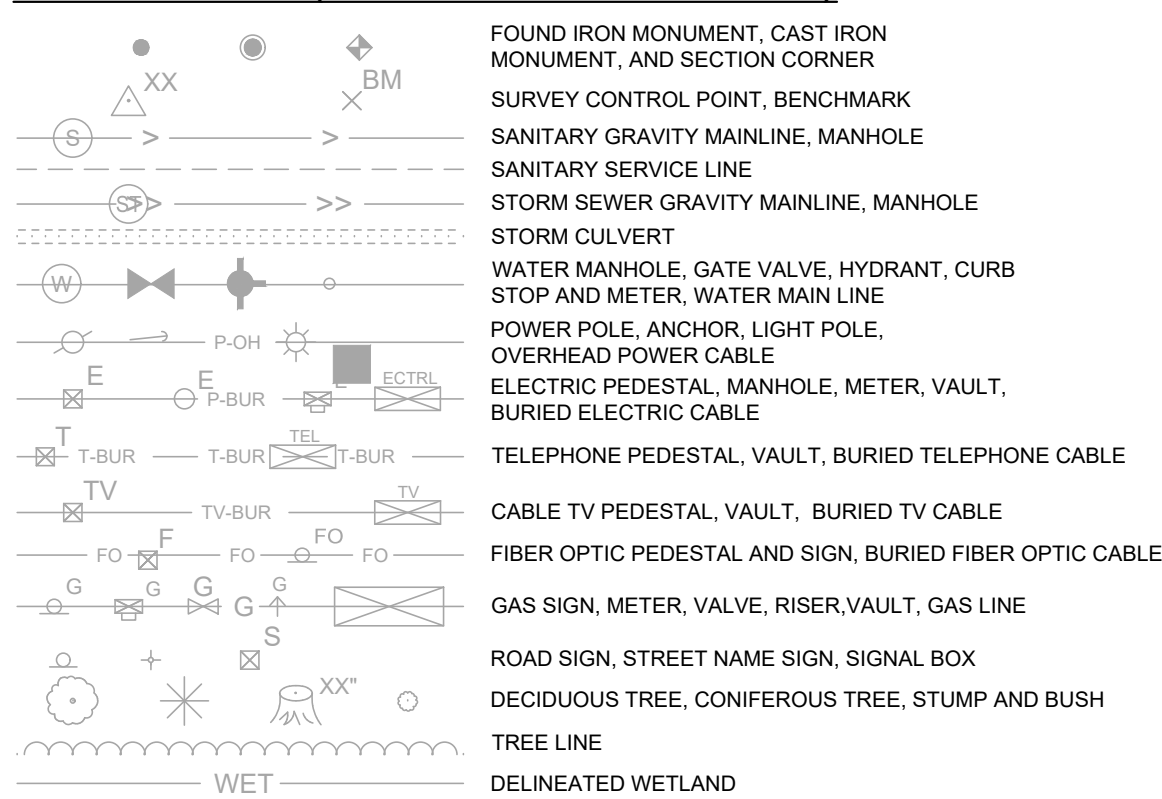 FOUND IRON MONUMENT, CAST IRON
MONUMENT, AND SECTION CORNER
XX BM
SURVEY CONTROL POINT, BENCHMARK
S > > SANITARY GRAVITY MAINLINE, MANHOLE
SANITARY SERVICE LINE
ST >> >> STORM SEWER GRAVITY MAINLINE, MANHOLE
STORM CULVERT
W WATER MANHOLE, GATE VALVE, HYDRANT, CURB
STOP AND METER, WATER MAIN LINE
P-OH POWER POLE, ANCHOR, LIGHT POLE,
OVERHEAD POWER CABLE
E E P-BUR ECTRL ELECTRIC PEDESTAL, MANHOLE, METER, VAULT,
BURIED ELECTRIC CABLE
T T-BUR T-BUR TEL T-BUR TELEPHONE PEDESTAL, VAULT, BURIED TELEPHONE CABLE
TV TV-BUR TV CABLE TV PEDESTAL, VAULT, BURIED TV CABLE
FO F FO FO FO FIBER OPTIC PEDESTAL AND SIGN, BURIED FIBER OPTIC CABLE
G G G G G GAS SIGN, METER, VALVE, RISER,VAULT, GAS LINE
S ROAD SIGN, STREET NAME SIGN, SIGNAL BOX
XX" DECIDUOUS TREE, CONIFEROUS TREE, STUMP AND BUSH
TREE LINE
WET DELINEATED WETLAND